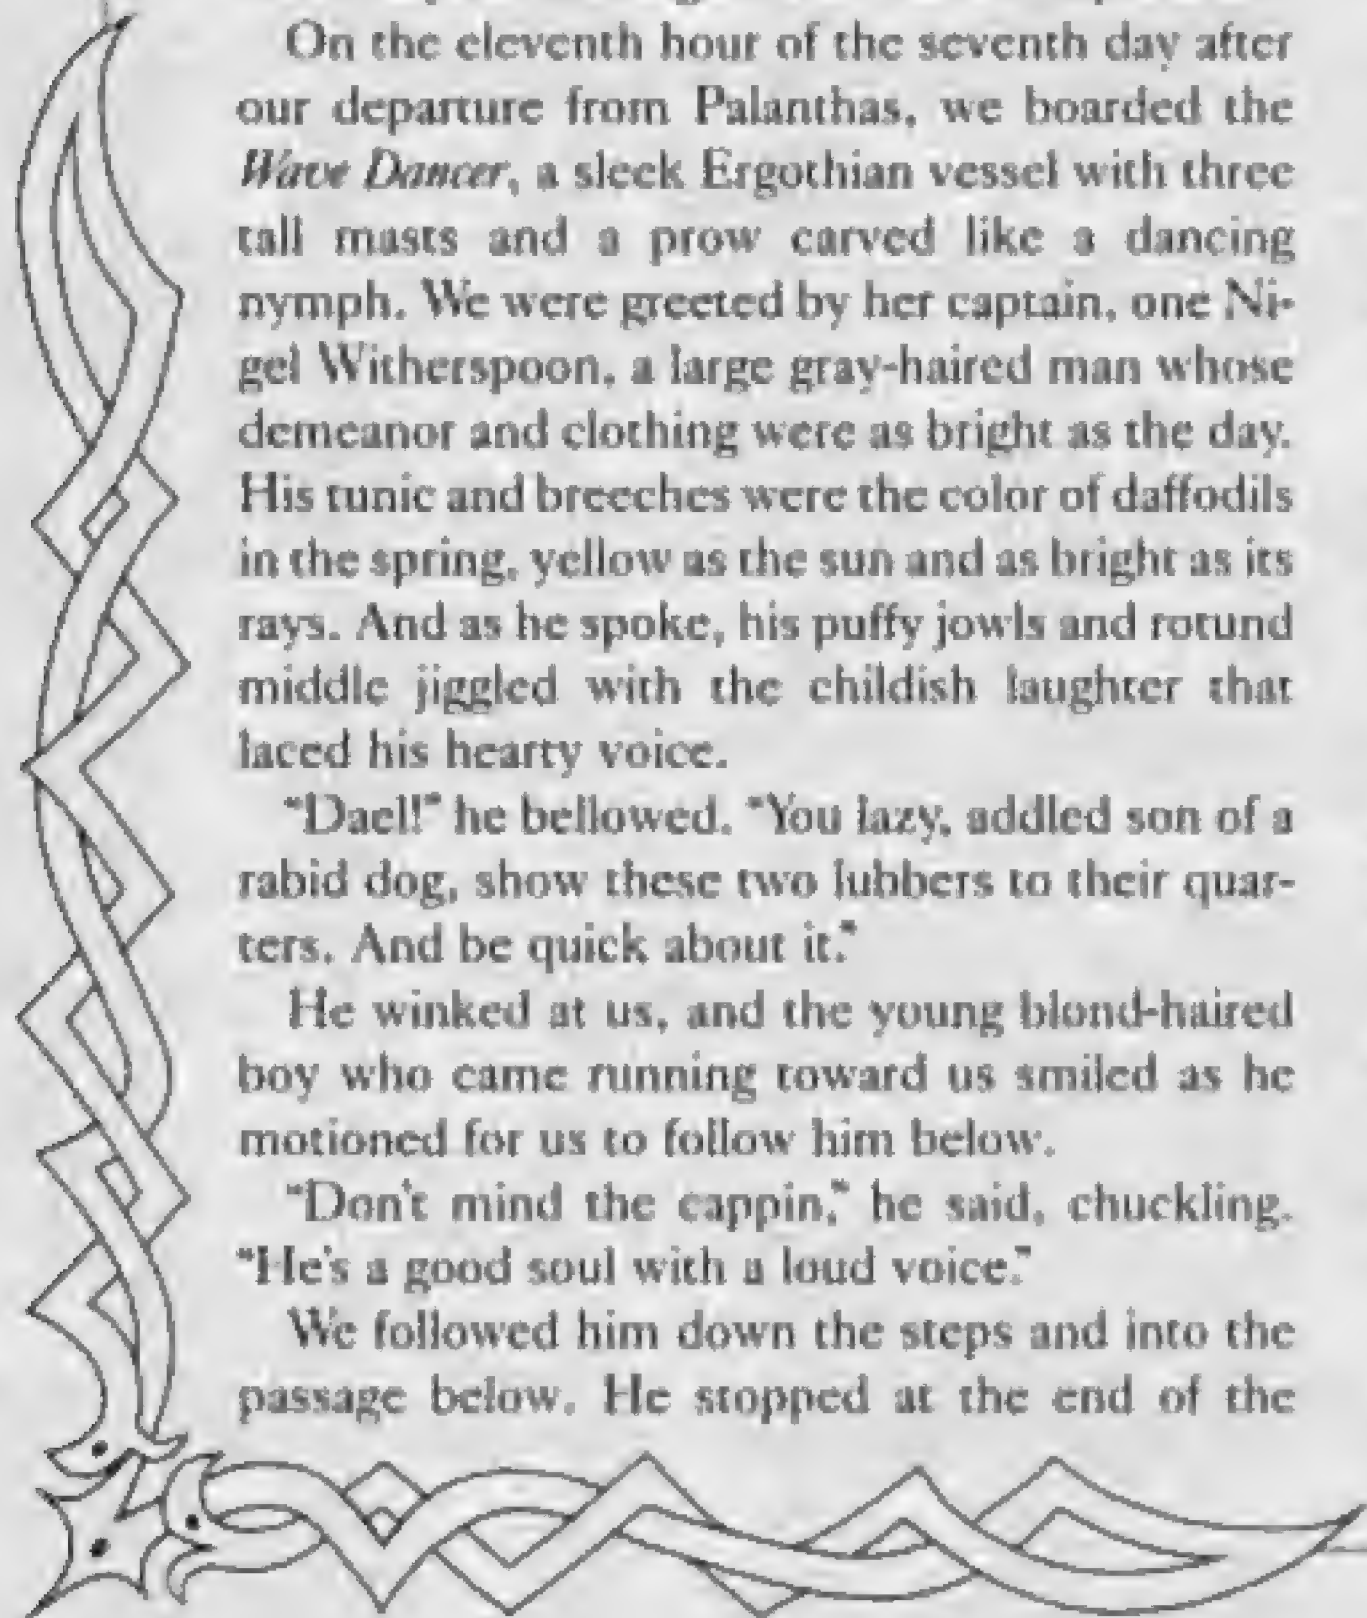 On the eleventh hour of the seventh day after
our departure from Palanthas, we boarded the
Wave Dancer, a sleek Ergothian vessel with three
tall masts and a prow carved like a dancing
nymph. We were greeted by her captain, one Ni-
gel Witherspoon, a large gray-haired man whose
demeanor and clothing were as bright as the day.
His tunic and breeches were the color of daffodils
in the spring, yellow as the sun and as bright as its
rays. And as he spoke, his puffy jowls and rotund
middle jiggled with the childish laughter that
laced his hearty voice.
"Dael!" he bellowed. "You lazy, addled son of a
rabid dog, show these two lubbers to their quar-
ters. And be quick about it."
He winked at us, and the young blond-haired
boy who came running toward us smiled as he
motioned for us to follow him below.
"Don't mind the cappin," he said, chuckling.
"He's a good soul with a loud voice."
We followed him down the steps and into the
passage below. He stopped at the end of the